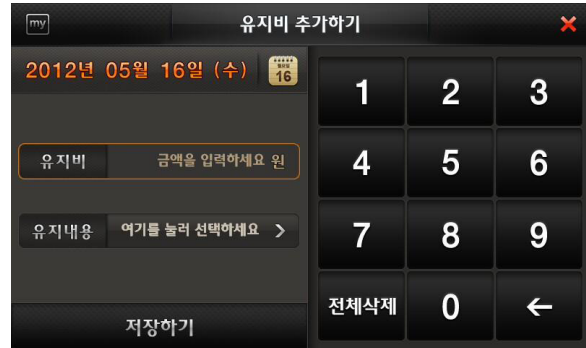 my
유지비 추가하기
2012년 05월 16일 (수)
16
유지비 금액을 입력하세요 원
유지내용 여기를 눌러 선택하세요
저장하기
1 2 3
4 5 6
7 8 9
전체삭제 0